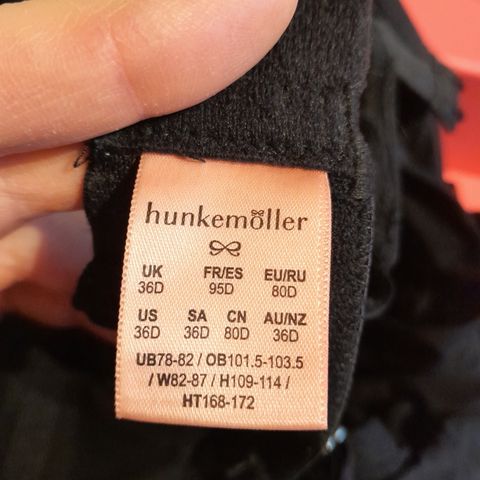 hunkemöller
UK FR/ES EU/RU
36D 95D 80D
US SA CN AU/NZ
36D 36D 80D 36D
UB78-82 / OB101.5-103.5
/ W82-87 / H109-114 /
HT168-172